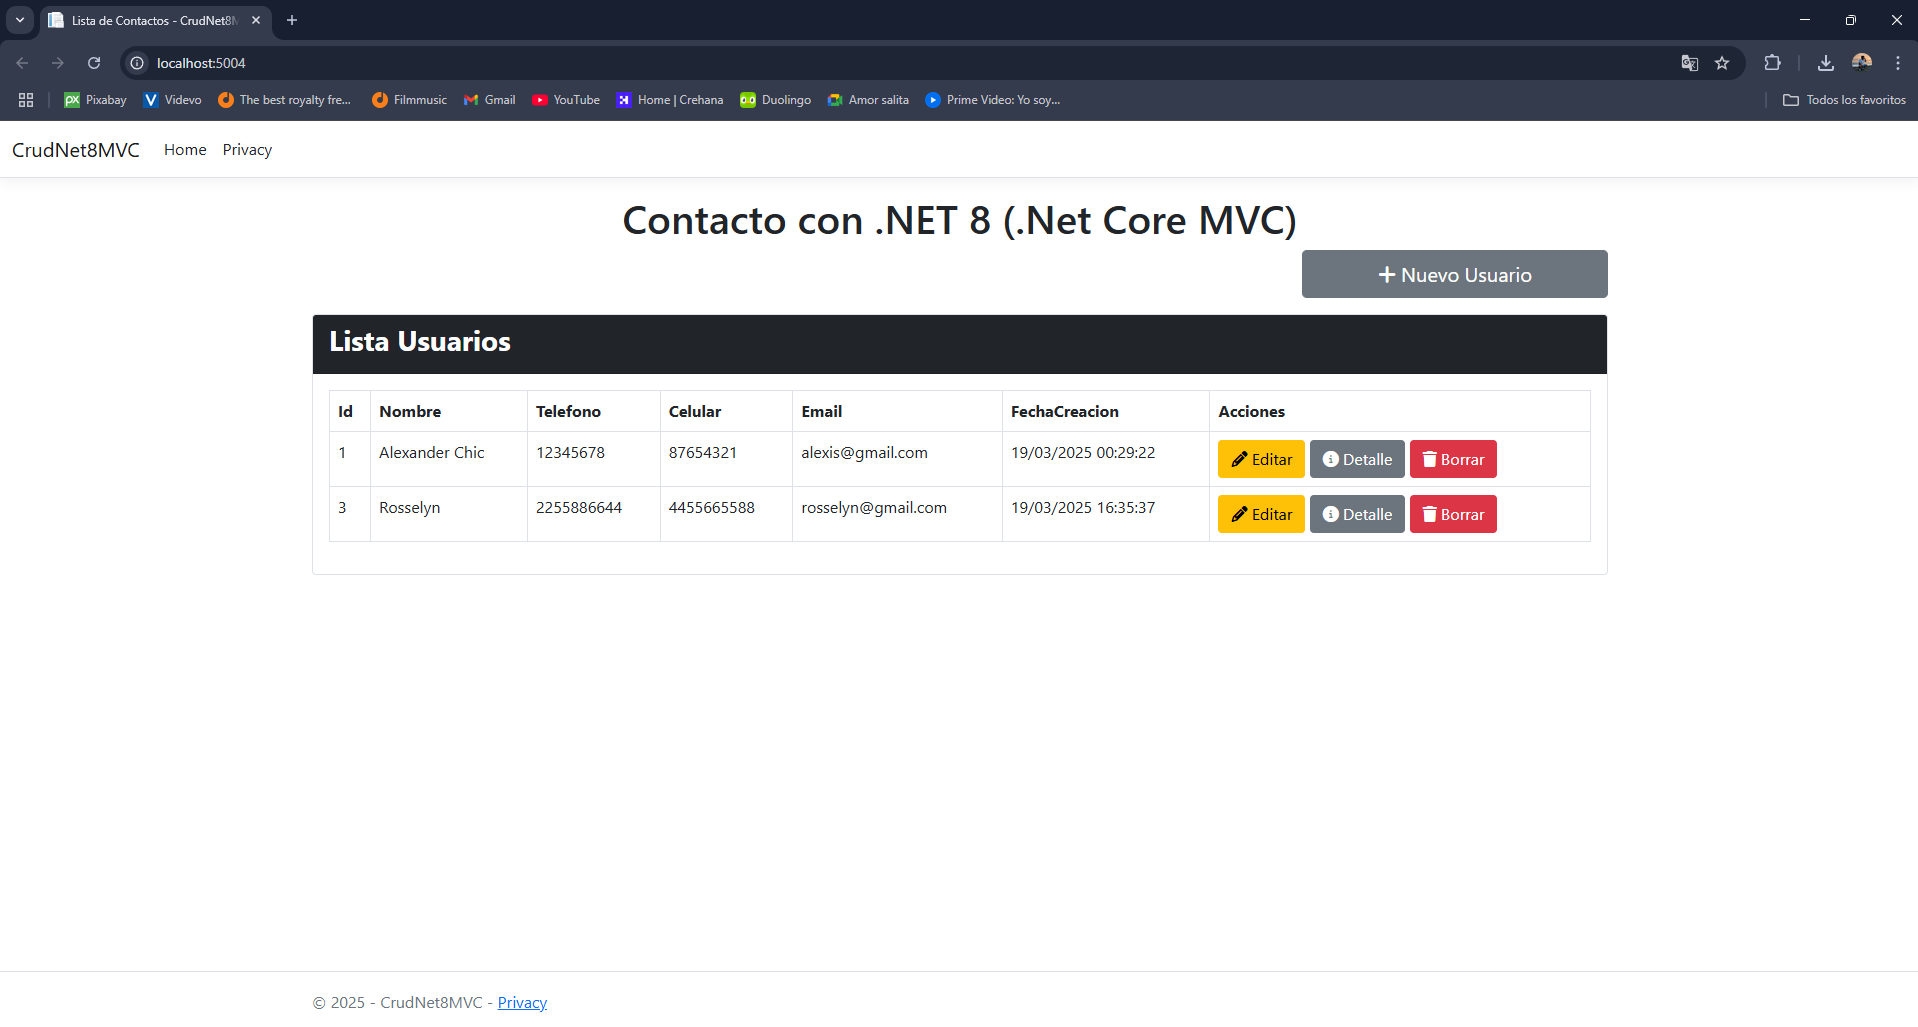 Lista de Contactos - CrudNet8M
localhost:5004
Pixabay Videvo The best royalty fre... Filmmusic Gmail YouTube Home | Crehana Duolingo Amor salita Prime Video: Yo soy... Todos los favoritos
CrudNet8MVC Home Privacy
Contacto con .NET 8 (.Net Core MVC)
Nuevo Usuario
Lista Usuarios
Id Nombre Telefono Celular Email FechaCreacion Acciones
1 Alexander Chic 12345678 87654321 alexis@gmail.com 19/03/2025 00:29:22 Editar Detalle Borrar
3 Rosselyn 2255886644 4455665588 rosselyn@gmail.com 19/03/2025 16:35:37 Editar Detalle Borrar
© 2025 - CrudNet8MVC - Privacy